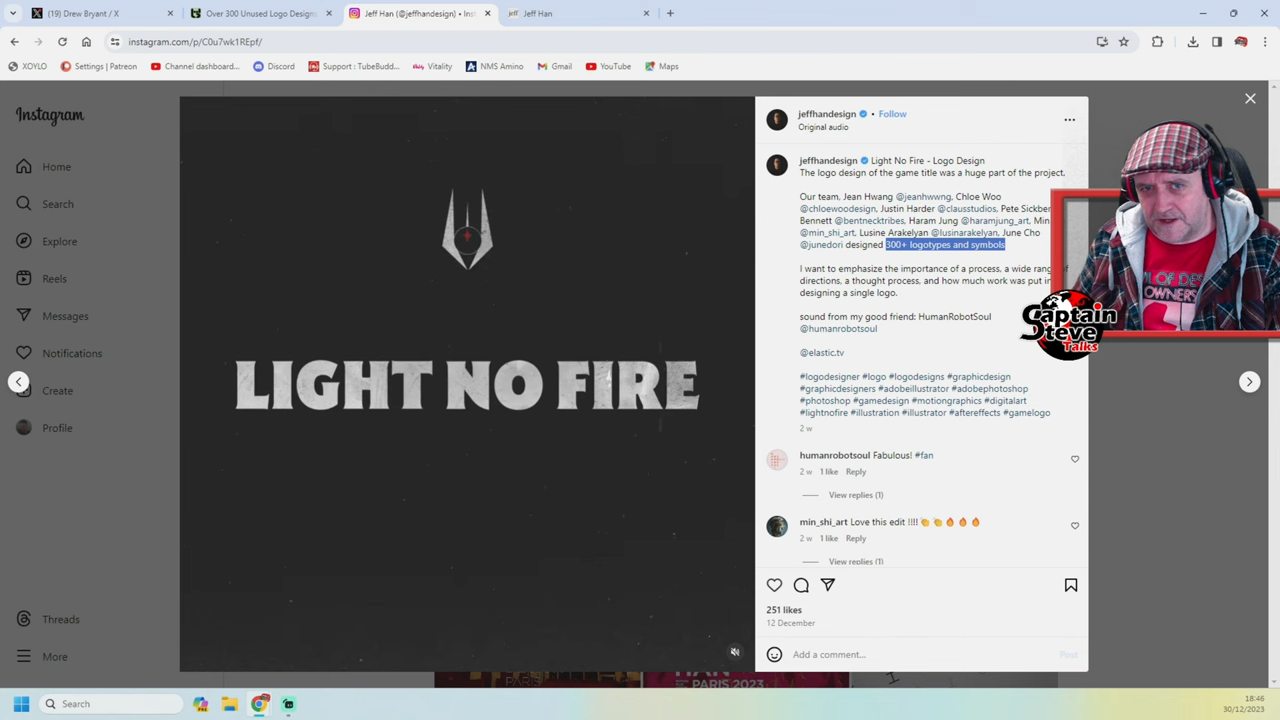 (19) Drew Bryant / X
Over 300 Unused Logo Designs
Jeff Han (@jeffhandesign) • Inst
Jeff Han
instagram.com/p/C0u7wk1REpf/
XOYLO
Settings | Patreon
Channel dashboard...
Discord
Support : TubeBudd...
Vitality
NMS Amino
Gmail
YouTube
Maps
Instagram
Home
Search
Explore
Reels
Messages
Notifications
Create
Profile
Threads
More
LIGHT NO FIRE
jeffhandesign • Follow
Original audio
jeffhandesign Light No Fire - Logo Design
The logo design of the game title was a huge part of the project.
Our team, Jean Hwang @jeanhwwng, Chloe Woo
@chloewoodesign, Justin Harder @clausstudios, Pete Sickber
Bennett @bentnecktribes, Haram Jung @haramjung_art, Min
@min_shi_art, Lusine Arakelyan @lusinarakelyan, June Cho
@junedori designed 300+ logotypes and symbols
I want to emphasize the importance of a process, a wide range of
directions, a thought process, and how much work was put in
designing a single logo.
sound from my good friend: HumanRobotSoul
@humanrobotsoul
@elastic.tv
#logodesigner #logo #logodesigns #graphicdesign
#graphicdesigners #adobeillustrator #adobephotoshop
#photoshop #gamedesign #motiongraphics #digitalart
#lightnofire #illustration #illustrator #aftereffects #gamelogo
2 w
humanrobotsoul Fabulous! #fan
2 w 1 like Reply
View replies (1)
min_shi_art Love this edit !!!! 👏 👏 🔥 🔥 🔥
2 w 1 like Reply
View replies (1)
251 likes
12 December
Add a comment...
Post
OWNERS
Captain
Steve
Talks
PARIS
HAN
PARIS 2023
Search
18:46
30/12/2023